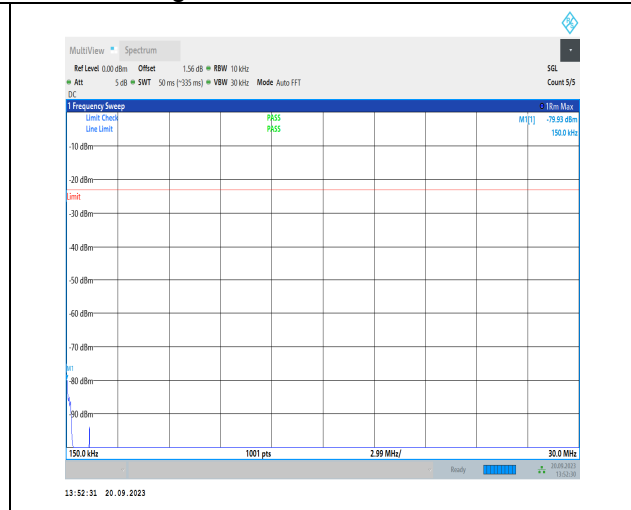 MultiView Spectrum
Ref Level 0.00 dBm Offset 1.56 dB RBW 10 kHz SGL
Att 5 dB SWT 50 ms (~335 ms) VBW 30 kHz Mode Auto FFT Count 5/5
DC
1 Frequency Sweep 1Rm Max
Limit Check PASS M1[1] -79.93 dBm
Line Limit PASS 150.0 kHz
-10 dBm
-20 dBm
Limit
-30 dBm
-40 dBm
-50 dBm
-60 dBm
-70 dBm
M1
-80 dBm
-90 dBm
150.0 kHz 1001 pts 2.99 MHz/ 30.0 MHz
Ready 20.09.2023
13:52:30
13:52:31 20.09.2023